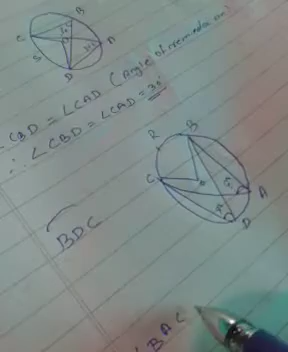 B
C
A
S
D
∠CBD = ∠CAD (Angle of
∴ ∠CBD = ∠CAD = 30°
R
B
C
o
A
D
BDC
∠BAC